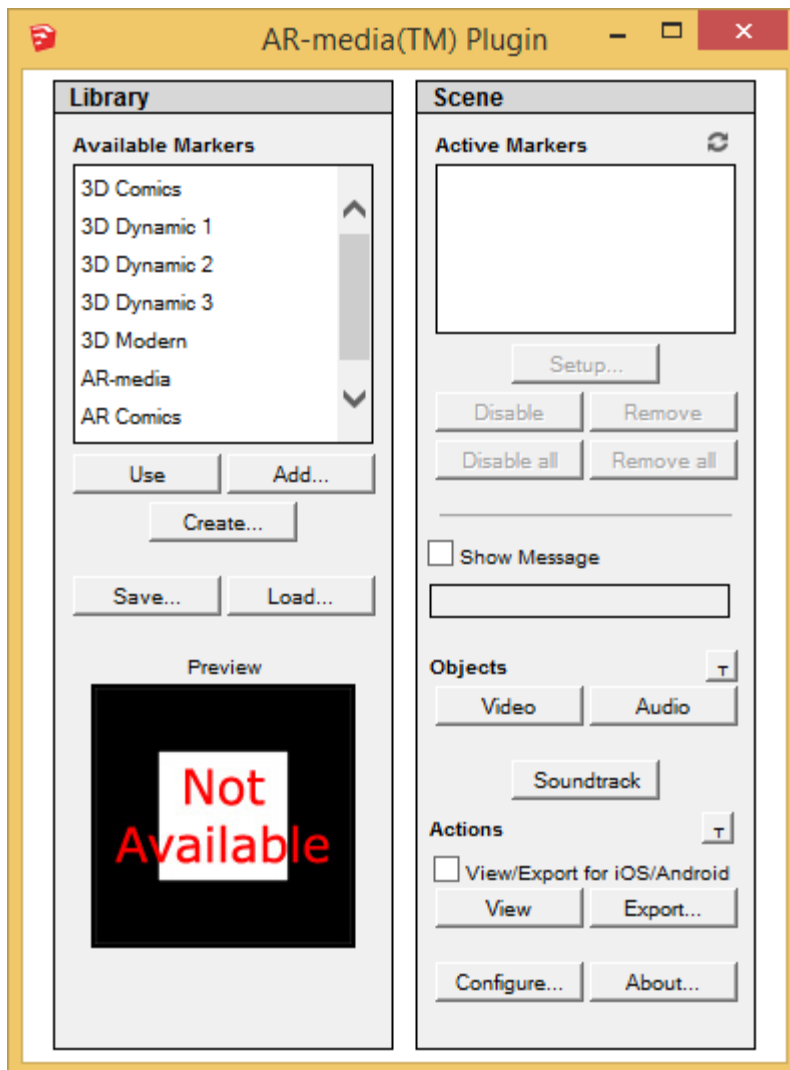 AR-media(TM) Plugin
Library
Available Markers
3D Comics
3D Dynamic 1
3D Dynamic 2
3D Dynamic 3
3D Modern
AR-media
AR Comics
Use
Add...
Create...
Save...
Load...
Preview
Not
Available
Scene
Active Markers
Setup...
Disable
Remove
Disable all
Remove all
Show Message
Objects
T
Video
Audio
Soundtrack
Actions
T
View/Export for iOS/Android
View
Export...
Configure...
About...